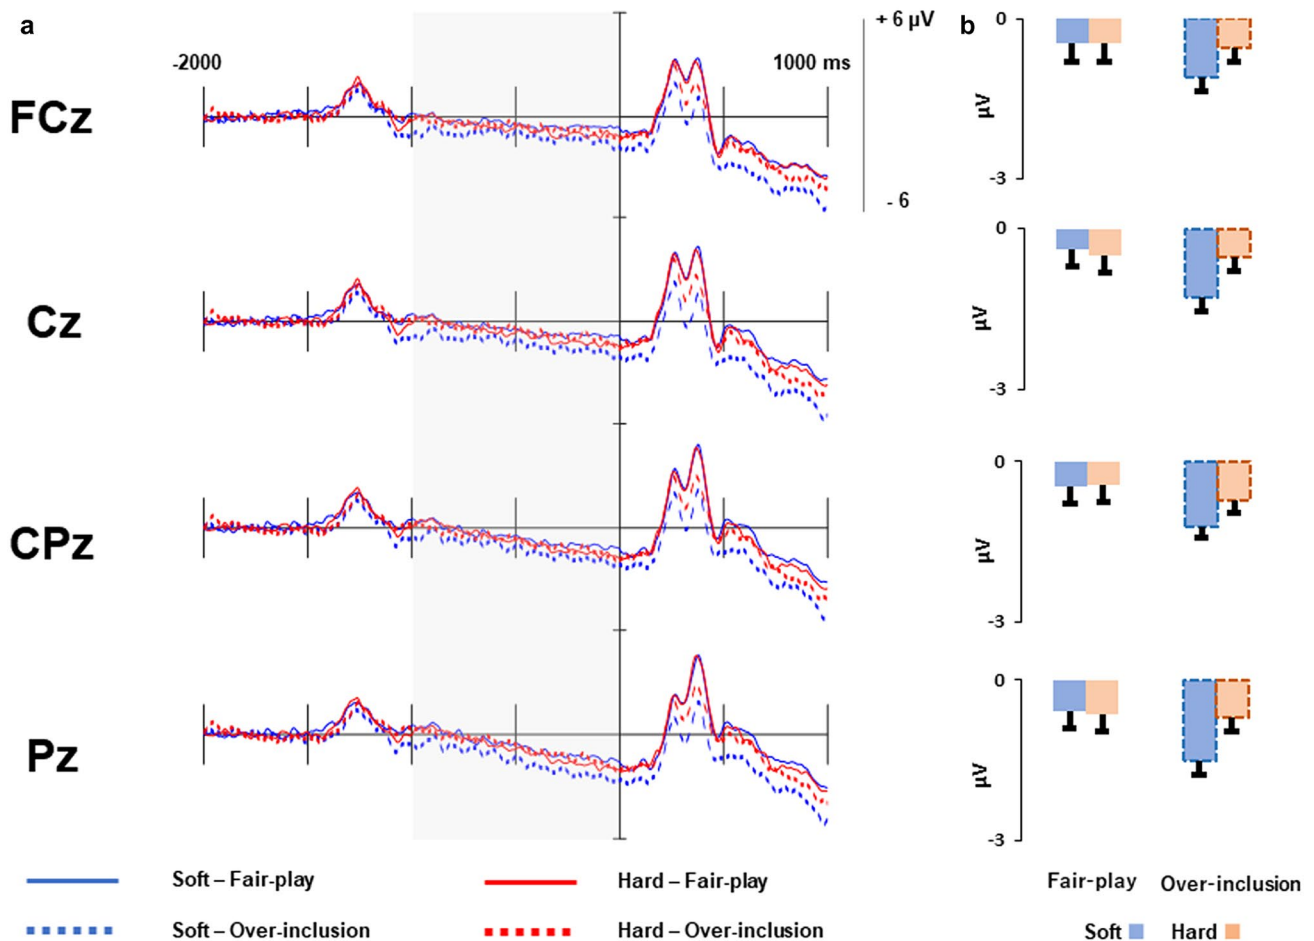 a
-2000
1000 ms
+ 6 µV
- 6
FCz
Cz
CPz
Pz
Soft – Fair-play
Hard – Fair-play
Soft – Over-inclusion
Hard – Over-inclusion
b
0
µV
-3
0
µV
-3
0
µV
-3
0
µV
-3
Fair-play Over-inclusion
Soft Hard